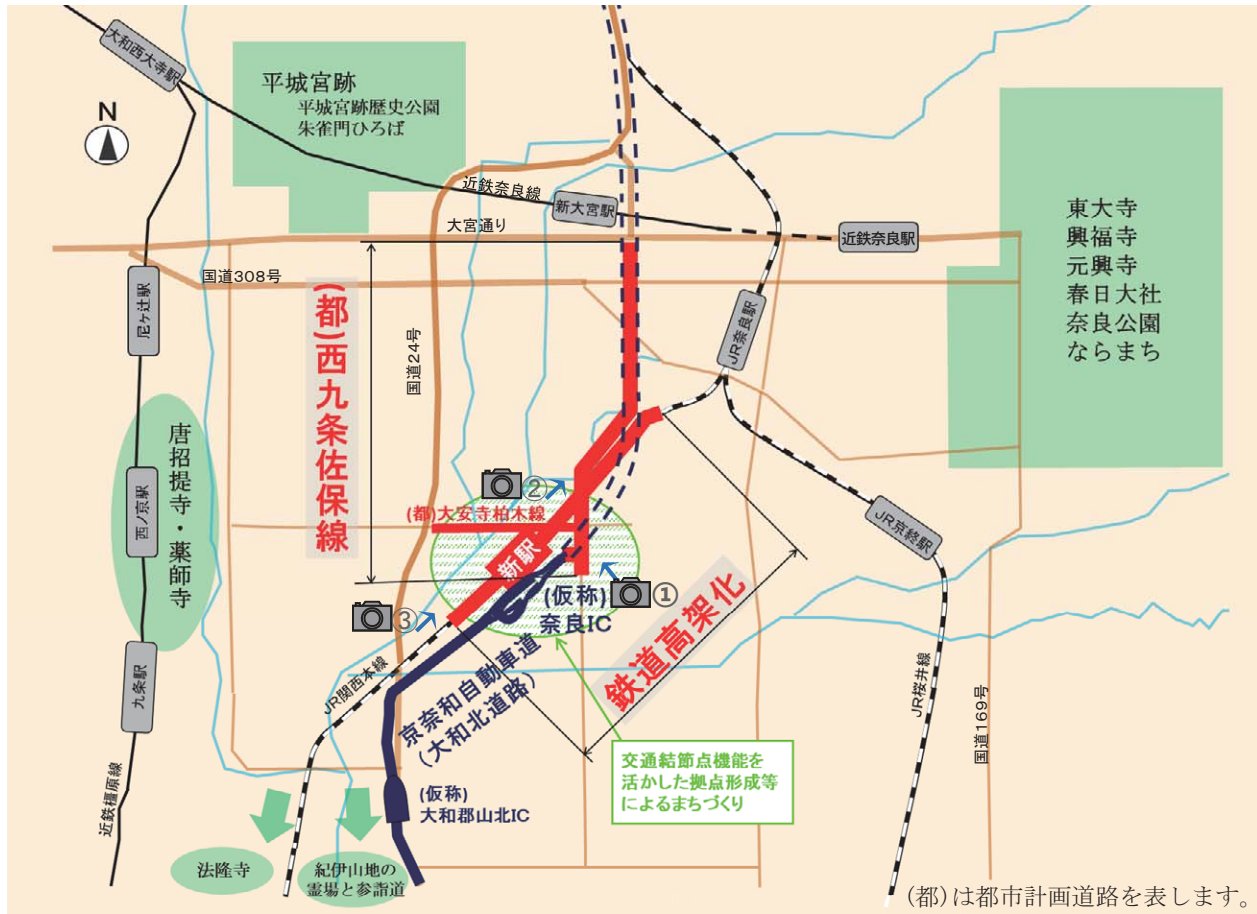 大和西大寺駅
N
平城宮跡
平城宮跡歴史公園
朱雀門ひろば
近鉄奈良線
新大宮駅
大宮通り
近鉄奈良駅
東大寺
興福寺
元興寺
春日大社
奈良公園
ならまち
国道308号
尼ヶ辻駅
(都)西九条佐保線
国道24号
JR奈良駅
唐招提寺・薬師寺
西ノ京駅
②
(都)大安寺柏木線
新駅
JR京終駅
①
(仮称)
奈良IC
③
鉄道高架化
九条駅
JR関西本線
京奈和自動車道
(大和北道路)
JR桜井線
国道169号
交通結節点機能を
活かした拠点形成等
によるまちづくり
近鉄橿原線
(仮称)
大和郡山北IC
法隆寺
紀伊山地の
霊場と参詣道
(都)は都市計画道路を表します。